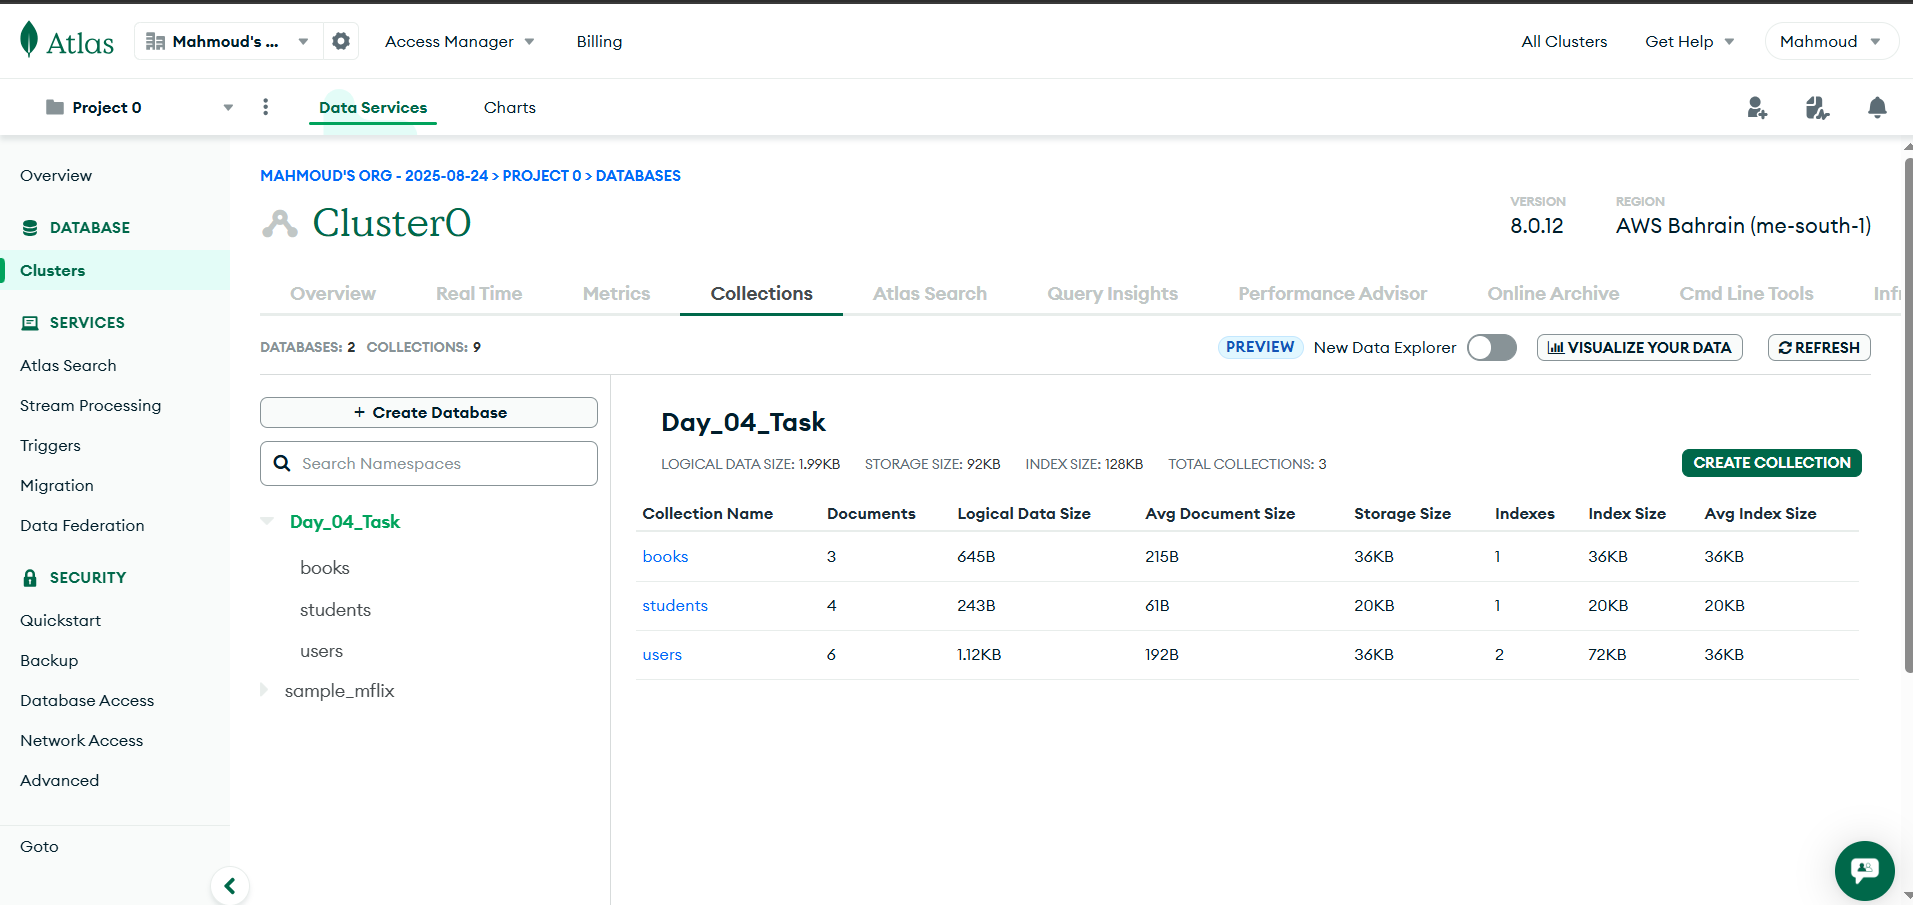 Atlas Mahmoud's ... Access Manager Billing All Clusters Get Help Mahmoud
Project 0 Data Services Charts
Overview
DATABASE
Clusters
SERVICES
Atlas Search
Stream Processing
Triggers
Migration
Data Federation
SECURITY
Quickstart
Backup
Database Access
Network Access
Advanced
Goto
MAHMOUD'S ORG - 2025-08-24 > PROJECT 0 > DATABASES
Cluster0
VERSION REGION
8.0.12 AWS Bahrain (me-south-1)
Overview Real Time Metrics Collections Atlas Search Query Insights Performance Advisor Online Archive Cmd Line Tools
DATABASES: 2 COLLECTIONS: 9 PREVIEW New Data Explorer VISUALIZE YOUR DATA REFRESH
+ Create Database
Search Namespaces
Day_04_Task
books
students
users
sample_mflix
Day_04_Task
LOGICAL DATA SIZE: 1.99KB STORAGE SIZE: 92KB INDEX SIZE: 128KB TOTAL COLLECTIONS: 3 CREATE COLLECTION
Collection Name Documents Logical Data Size Avg Document Size Storage Size Indexes Index Size Avg Index Size
books 3 645B 215B 36KB 1 36KB 36KB
students 4 243B 61B 20KB 1 20KB 20KB
users 6 1.12KB 192B 36KB 2 72KB 36KB